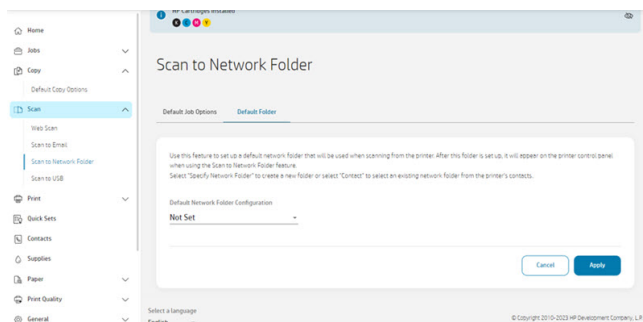 HP Cartridges Installed
K C M Y
Home
Jobs
Copy
Default Copy Options
Scan
Web Scan
Scan to Email
Scan to Network Folder
Scan to USB
Print
Quick Sets
Contacts
Supplies
Paper
Print Quality
General
Scan to Network Folder
Default Job Options
Default Folder
Use this feature to set up a default network folder that will be used when scanning from the printer. After this folder is set up, it will appear on the printer control panel
when using the Scan to Network Folder feature.
Select "Specify Network Folder" to create a new folder or select "Contact" to select an existing network folder from the printer's contacts.
Default Network Folder Configuration
Not Set
Cancel
Apply
Select a language
English
© Copyright 2010-2023 HP Development Company, L.P.